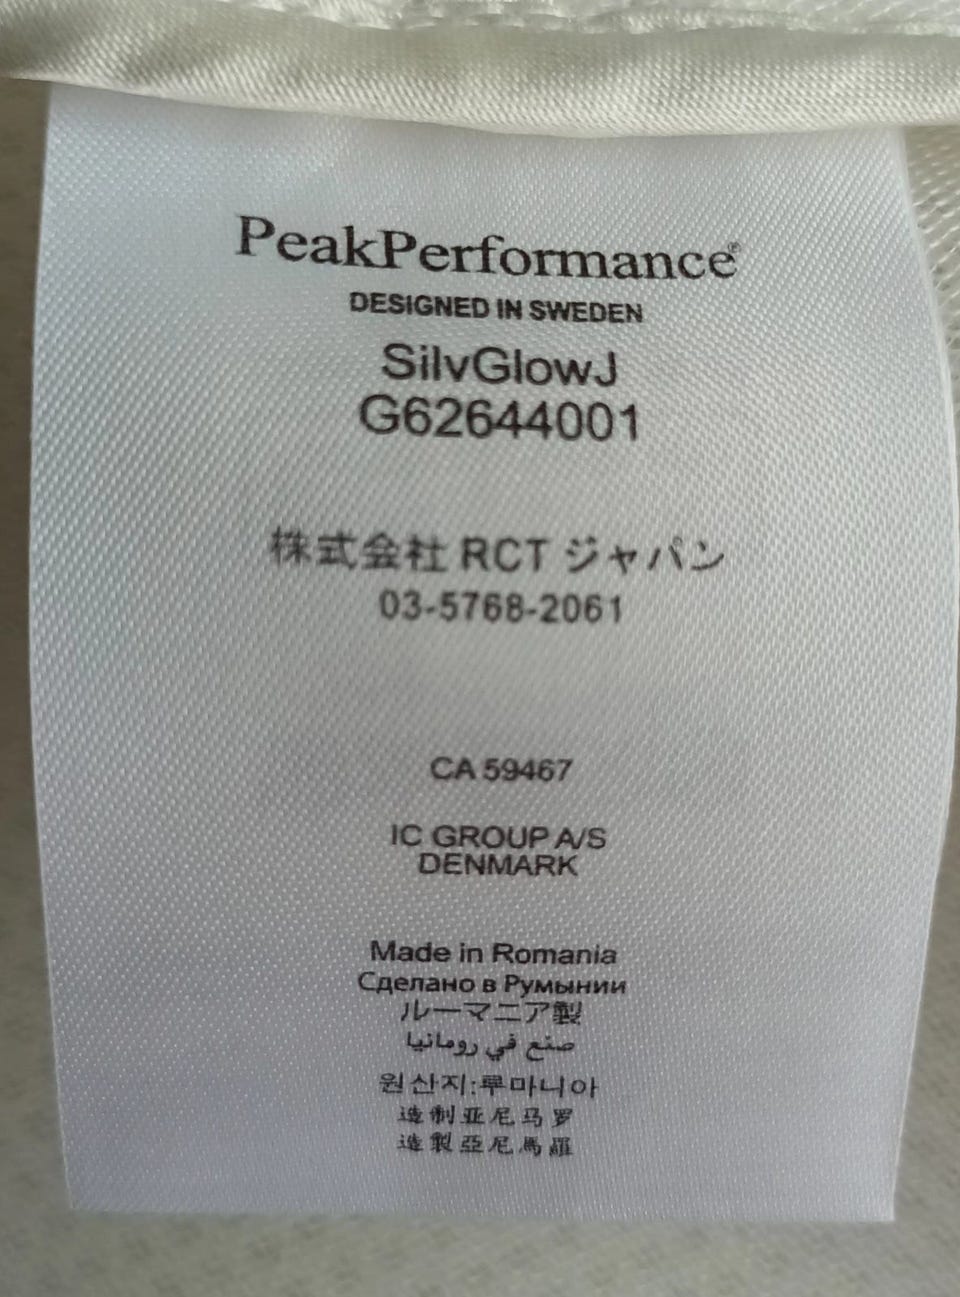 PeakPerformance®
DESIGNED IN SWEDEN
SilvGlowJ
G62644001
株式会社 RCT ジャパン
03-5768-2061
CA 59467
IC GROUP A/S
DENMARK
Made in Romania
Сделано в Румынии
ルーマニア製
صنع في رومانيا
원산지:루마니아
造制亚尼马罗
造製亞尼馬羅